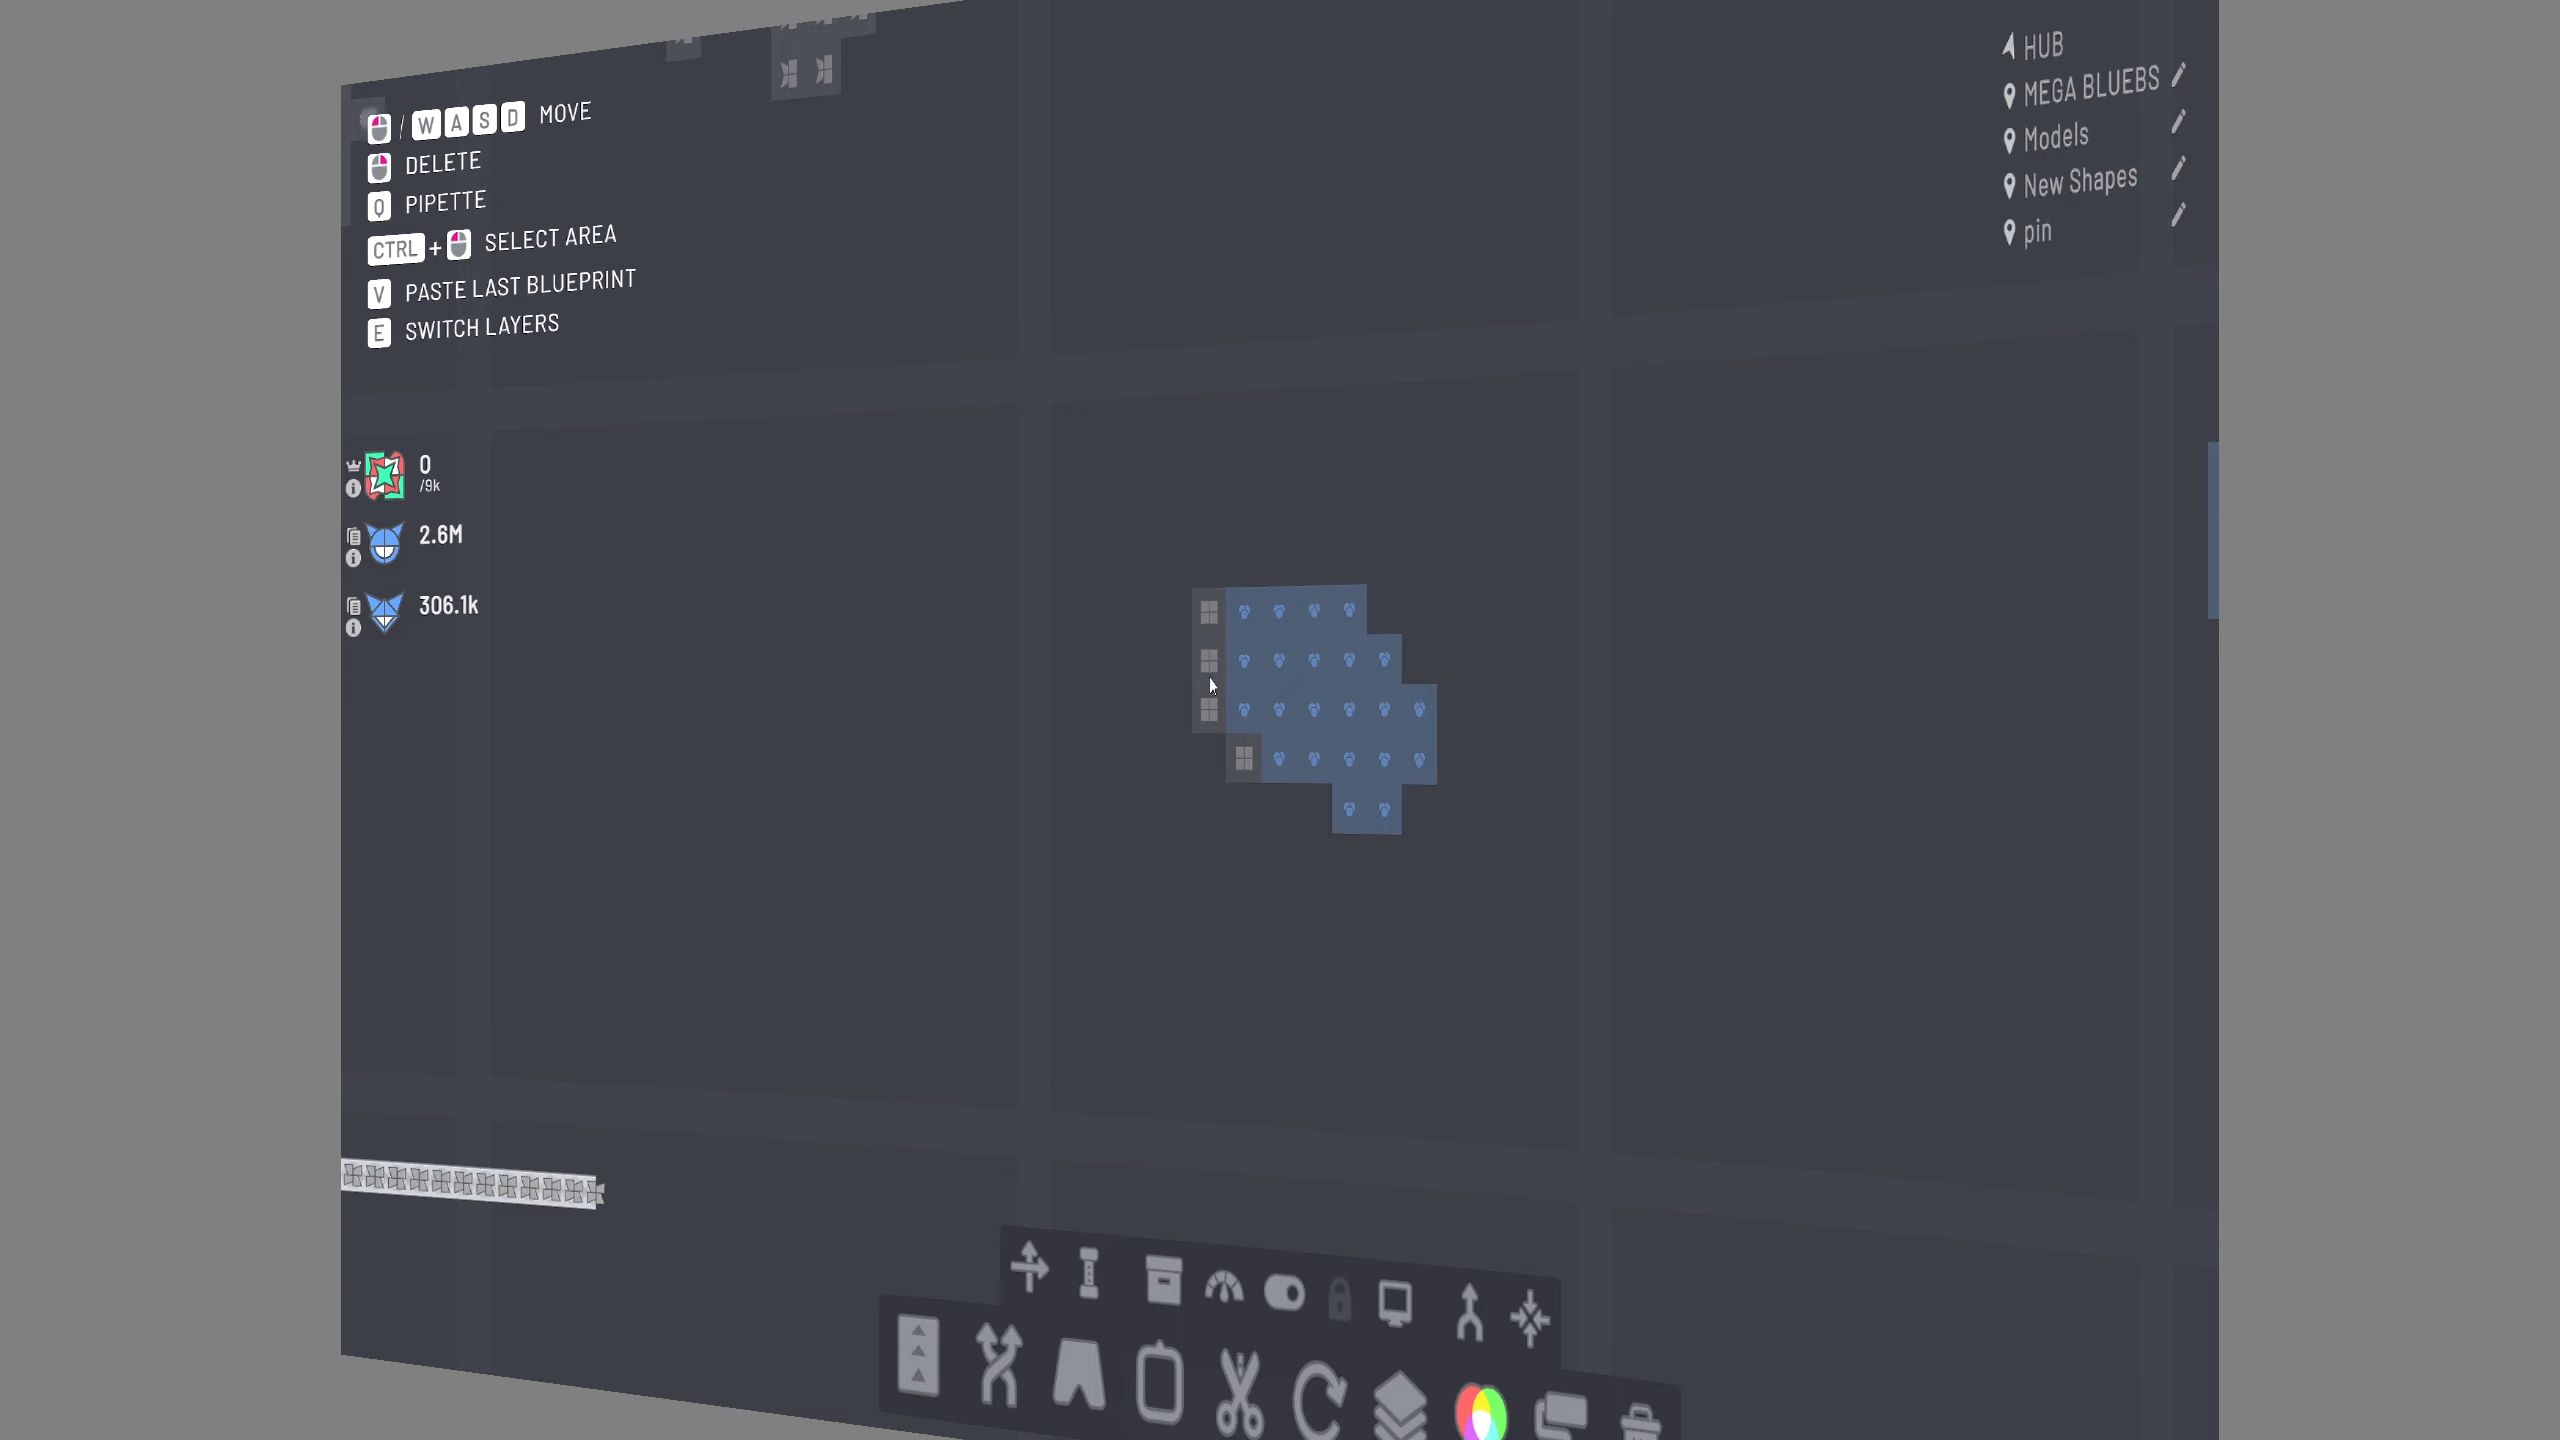 / W A S D MOVE
DELETE
Q PIPETTE
CTRL + SELECT AREA
V PASTE LAST BLUEPRINT
E SWITCH LAYERS
0
/9k
2.6M
306.1k
HUB
MEGA BLUEBS
Models
New Shapes
pin